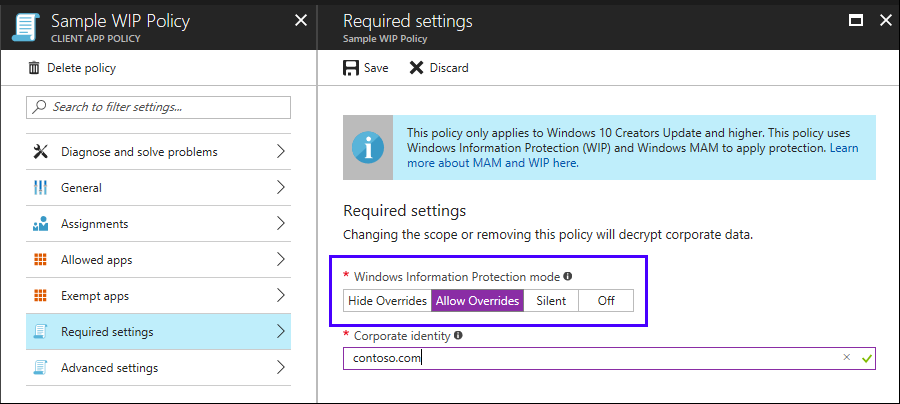 Sample WIP Policy
CLIENT APP POLICY
Delete policy
Search to filter settings...
Diagnose and solve problems
General
Assignments
Allowed apps
Exempt apps
Required settings
Advanced settings
Required settings
Sample WIP Policy
Save Discard
This policy only applies to Windows 10 Creators Update and higher. This policy uses
Windows Information Protection (WIP) and Windows MAM to apply protection. Learn
more about MAM and WIP here.
Required settings
Changing the scope or removing this policy will decrypt corporate data.
* Windows Information Protection mode
Hide Overrides Allow Overrides Silent Off
* Corporate identity
contoso.com